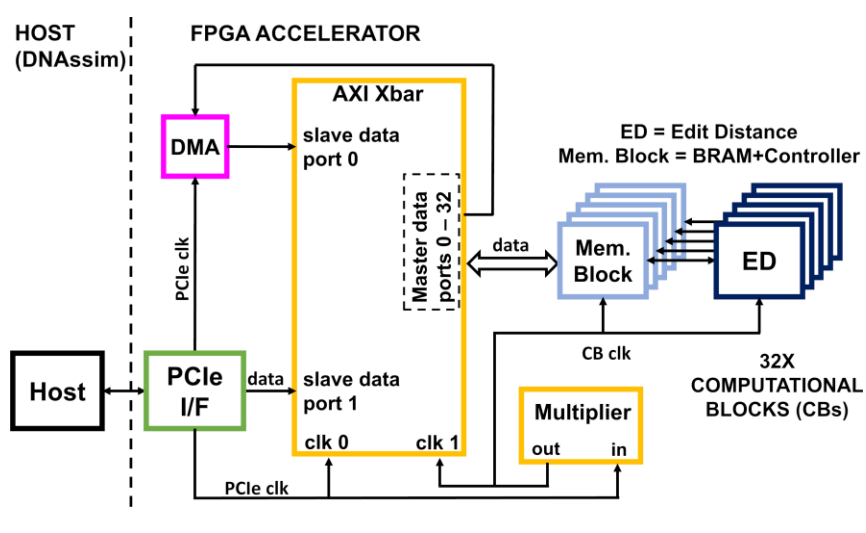 HOST
(DNAssim)
FPGA ACCELERATOR
AXI Xbar
DMA
slave data
port 0
ED = Edit Distance
Mem. Block = BRAM+Controller
Master data
ports 0 – 32
data
Mem.
Block
ED
PCIe clk
CB clk
Host
PCIe
I/F
data
slave data
port 1
32X
COMPUTATIONAL
BLOCKS (CBs)
Multiplier
out
in
clk 0
clk 1
PCIe clk